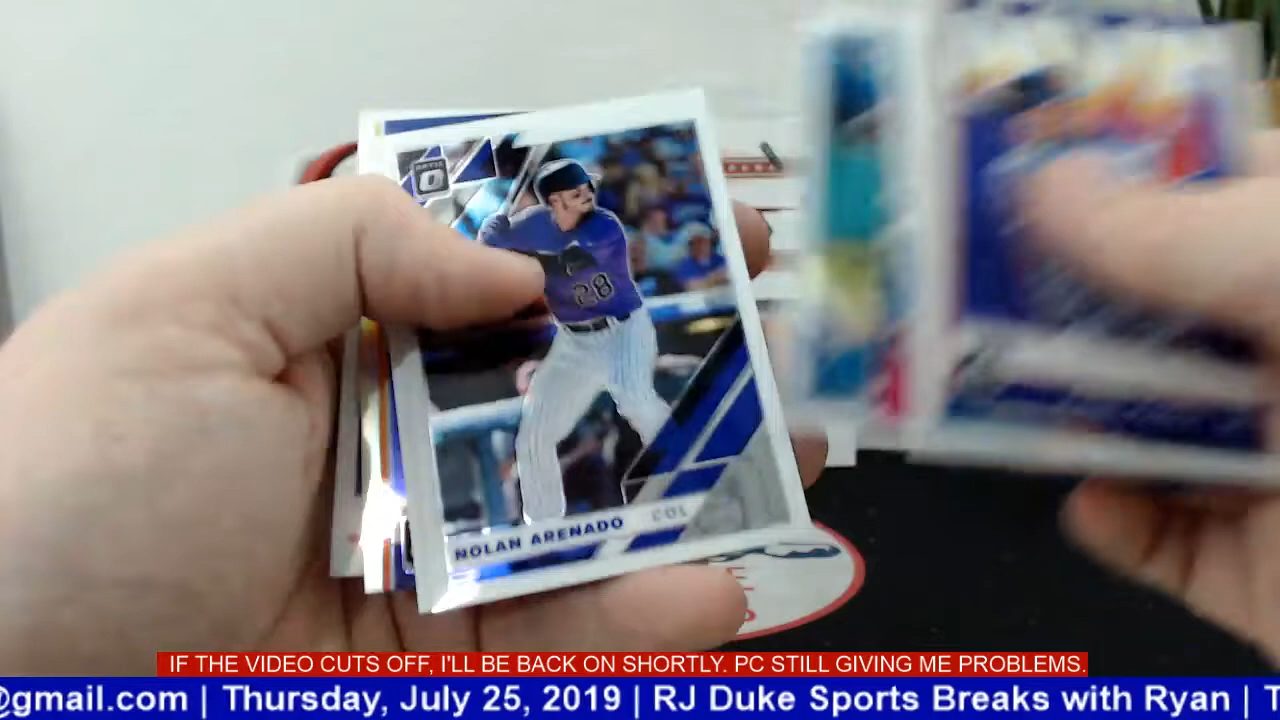 OPTIC
28
NOLAN ARENADO COL
IF THE VIDEO CUTS OFF, I'LL BE BACK ON SHORTLY. PC STILL GIVING ME PROBLEMS.
@gmail.com | Thursday, July 25, 2019 | RJ Duke Sports Breaks with Ryan | T